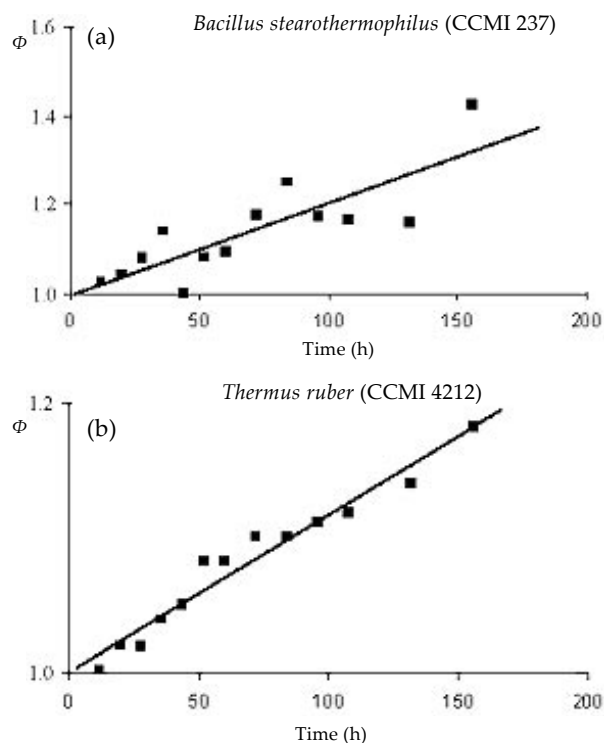 1.6
(a)
Bacillus stearothermophilus (CCMI 237)
Φ
1.4
1.2
1.0
0
50
100
150
200
Time (h)
Thermus ruber (CCMI 4212)
1.2
Φ
(b)
1.0
0
50
100
150
200
Time (h)